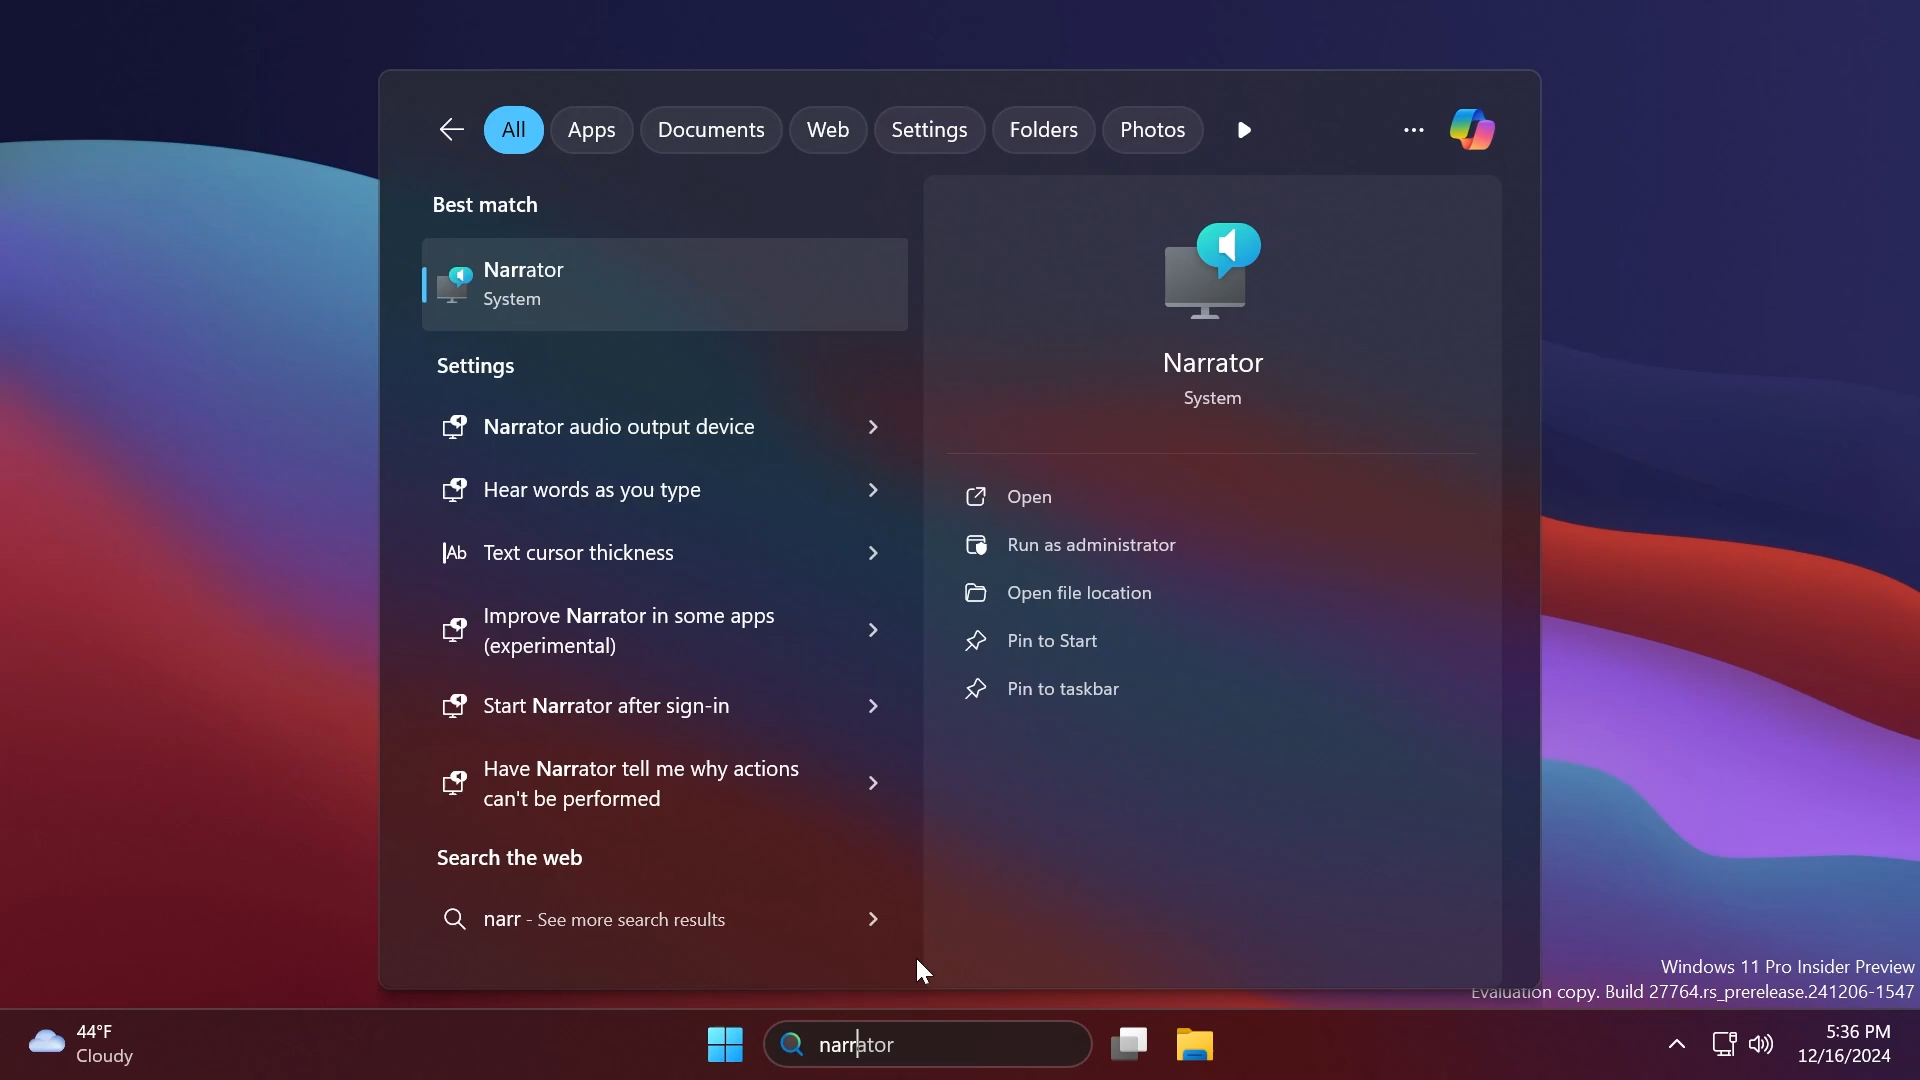 All Apps Documents Web Settings Folders Photos
Best match
Narrator
System
Settings
Narrator audio output device
Hear words as you type
Ab Text cursor thickness
Improve Narrator in some apps
(experimental)
Start Narrator after sign-in
Have Narrator tell me why actions
can't be performed
Search the web
narr - See more search results
Narrator
System
Open
Run as administrator
Open file location
Pin to Start
Pin to taskbar
Windows 11 Pro Insider Preview
Evaluation copy. Build 27764.rs_prerelease.241206-1547
44°F
Cloudy
narrator
5:36 PM
12/16/2024